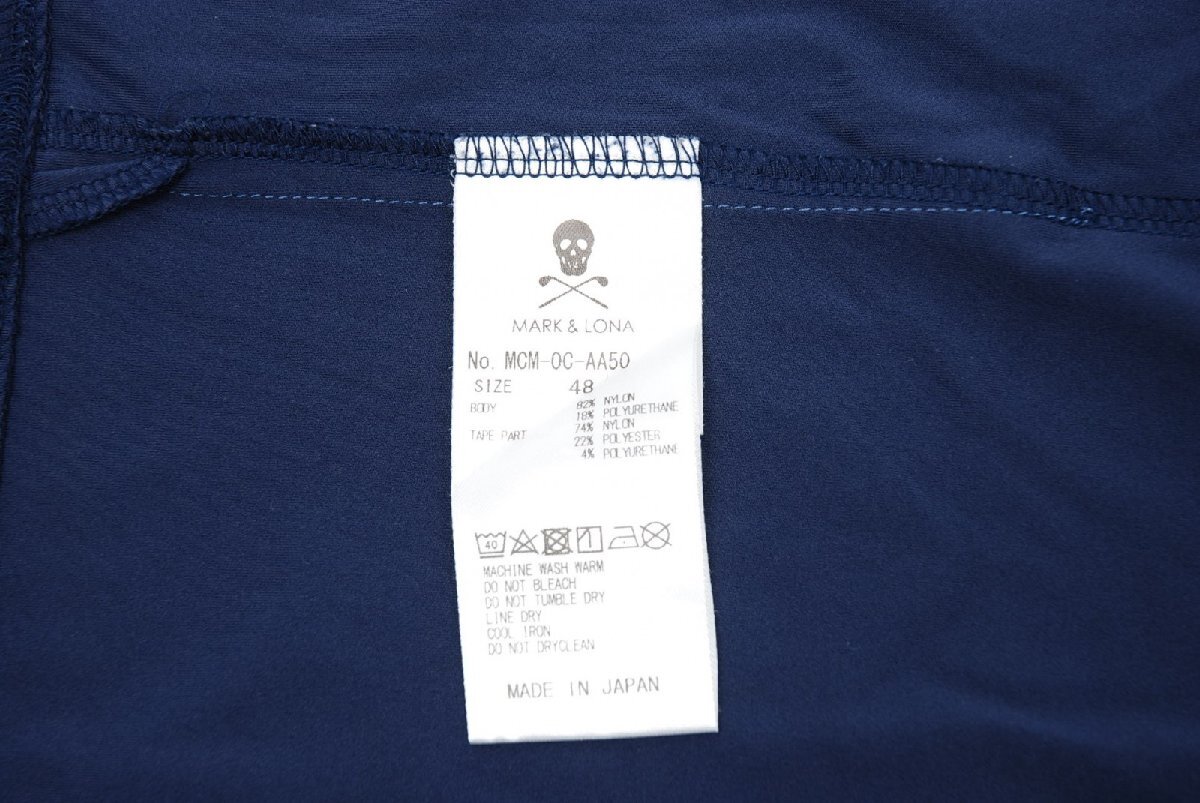 MARK & LONA
No. MCM-OC-AA50
SIZE 48
BODY 82% NYLON
18% POLYURETHANE
TAPE PART 74% NYLON
22% POLYESTER
4% POLYURETHANE
40
MACHINE WASH WARM
DO NOT BLEACH
DO NOT TUMBLE DRY
LINE DRY
COOL IRON
DO NOT DRYCLEAN
MADE IN JAPAN